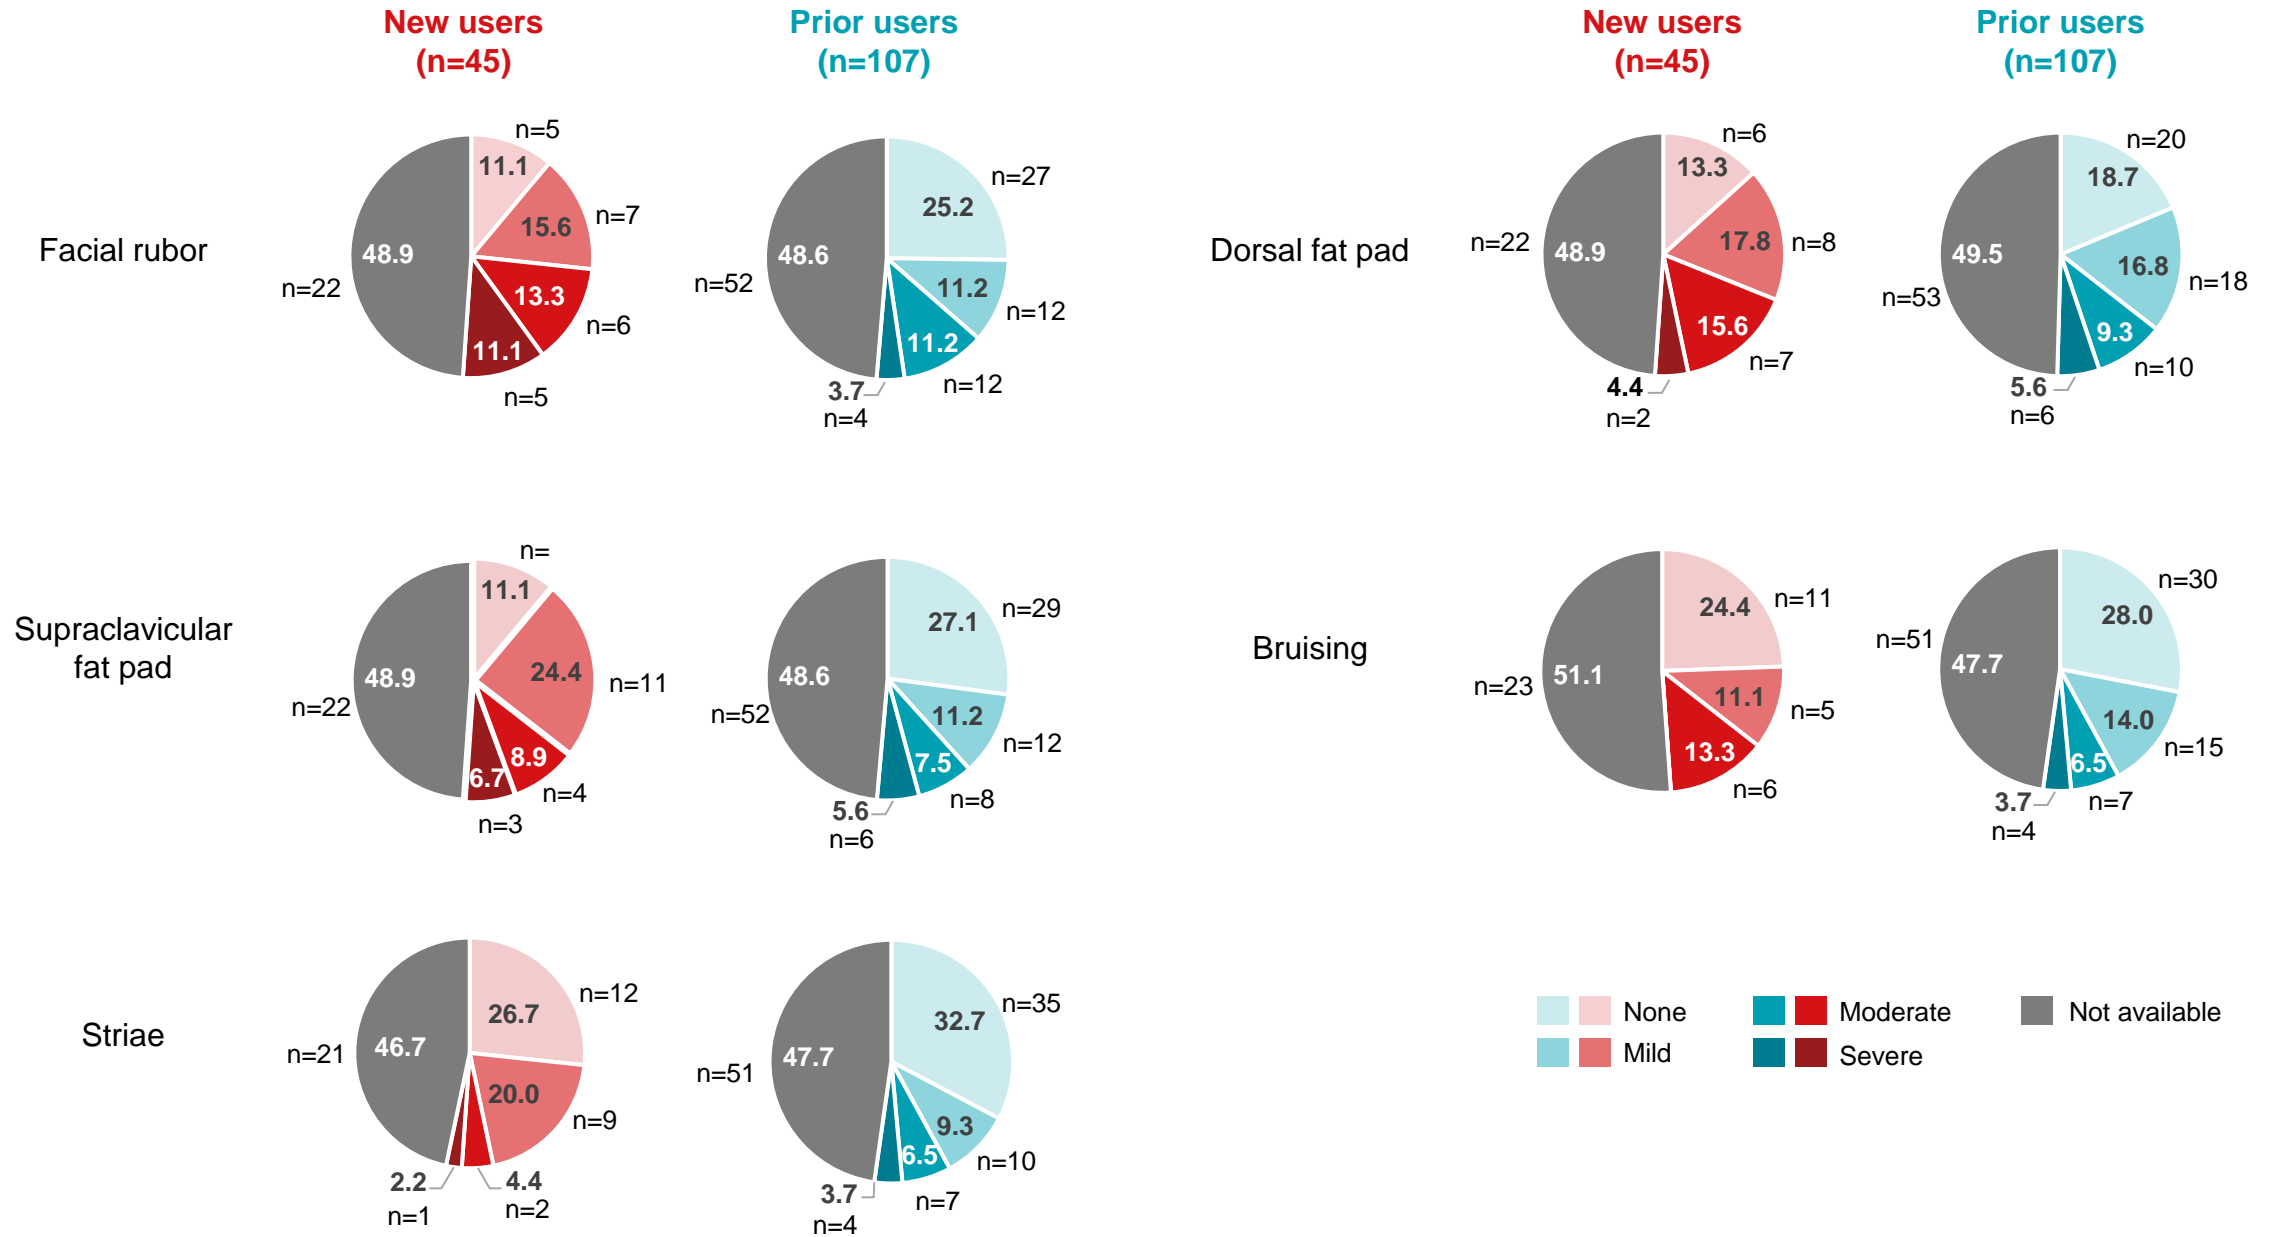 New users
(n=45)
Prior users
(n=107)
New users
(n=45)
Prior users
(n=107)
Facial rubor
n=5
11.1
n=7
15.6
n=6
13.3
n=5
11.1
n=22
48.9
n=27
25.2
n=12
11.2
n=12
11.2
3.7
n=4
n=52
48.6
Dorsal fat pad
n=6
13.3
n=8
17.8
n=7
15.6
4.4
n=2
n=22
48.9
n=20
18.7
n=18
16.8
n=10
9.3
5.6
n=6
n=53
49.5
Supraclavicular
fat pad
n=
11.1
n=11
24.4
n=4
8.9
n=3
6.7
n=22
48.9
n=29
27.1
n=12
11.2
n=8
7.5
5.6
n=6
n=52
48.6
Bruising
n=11
24.4
n=5
11.1
n=6
13.3
n=23
51.1
n=30
28.0
n=15
14.0
n=7
6.5
3.7
n=4
n=51
47.7
Striae
n=12
26.7
n=9
20.0
4.4
n=2
2.2
n=1
n=21
46.7
n=35
32.7
n=10
9.3
n=7
6.5
3.7
n=4
n=51
47.7
None
Mild
Moderate
Severe
Not available